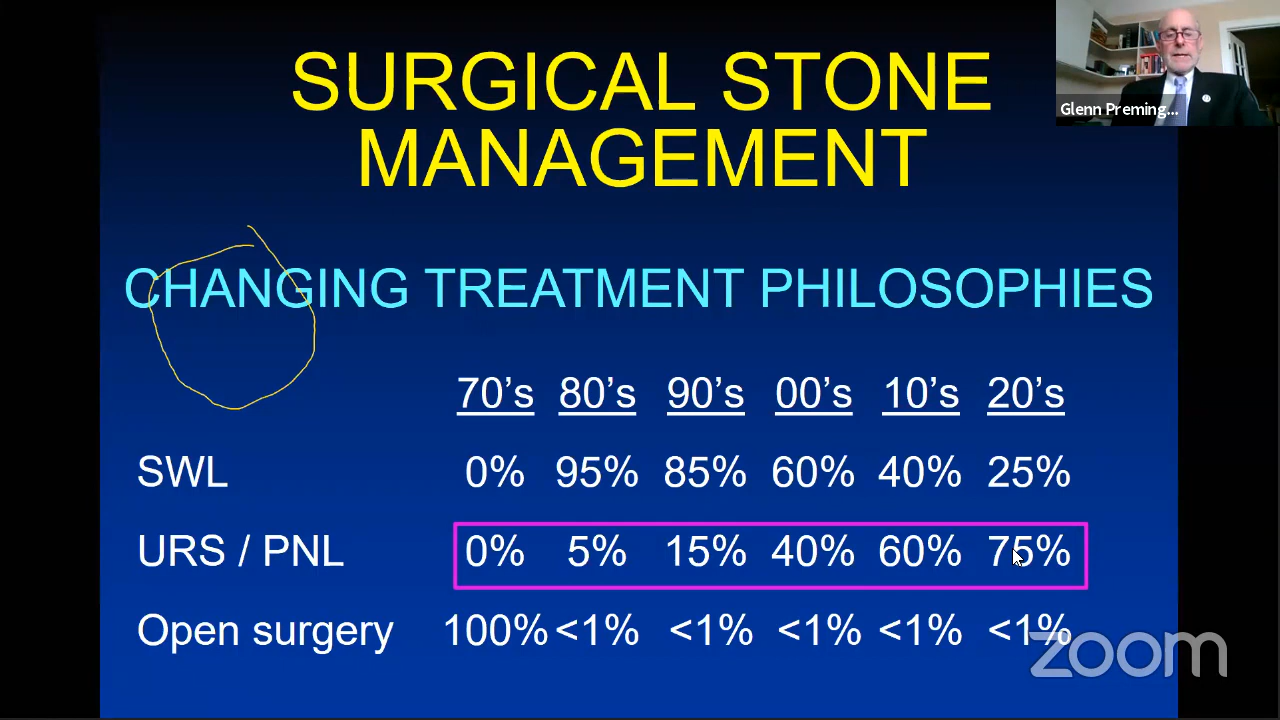 SURGICAL STONE
MANAGEMENT
Glenn Preming...
CHANGING TREATMENT PHILOSOPHIES
70's 80's 90's 00's 10's 20's
SWL 0% 95% 85% 60% 40% 25%
URS / PNL 0% 5% 15% 40% 60% 75%
Open surgery 100% <1% <1% <1% <1% <1%
zoom